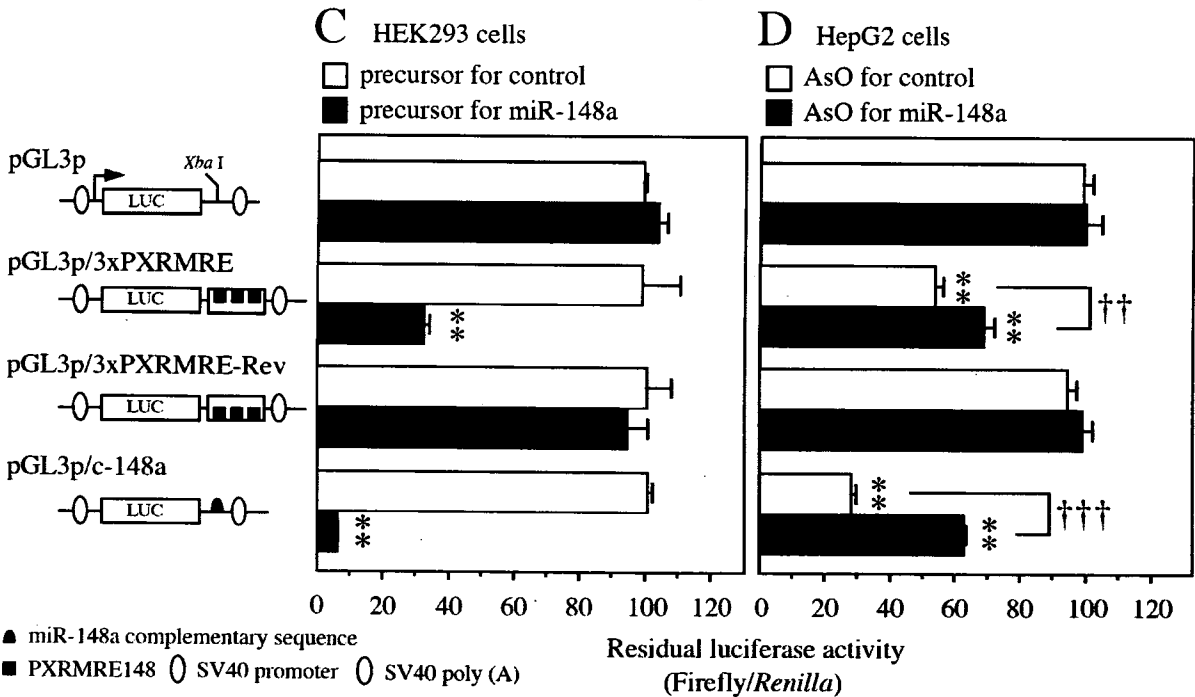 C HEK293 cells
precursor for control
precursor for miR-148a
D HepG2 cells
AsO for control
AsO for miR-148a
pGL3p
Xba I
LUC
pGL3p/3xPXRMRE
LUC
* *
* *
* *
††
pGL3p/3xPXRMRE-Rev
LUC
pGL3p/c-148a
LUC
* *
* *
* *
†††
0 20 40 60 80 100 120
0 20 40 60 80 100 120
Residual luciferase activity
(Firefly/Renilla)
miR-148a complementary sequence
PXRMRE148 SV40 promoter SV40 poly (A)